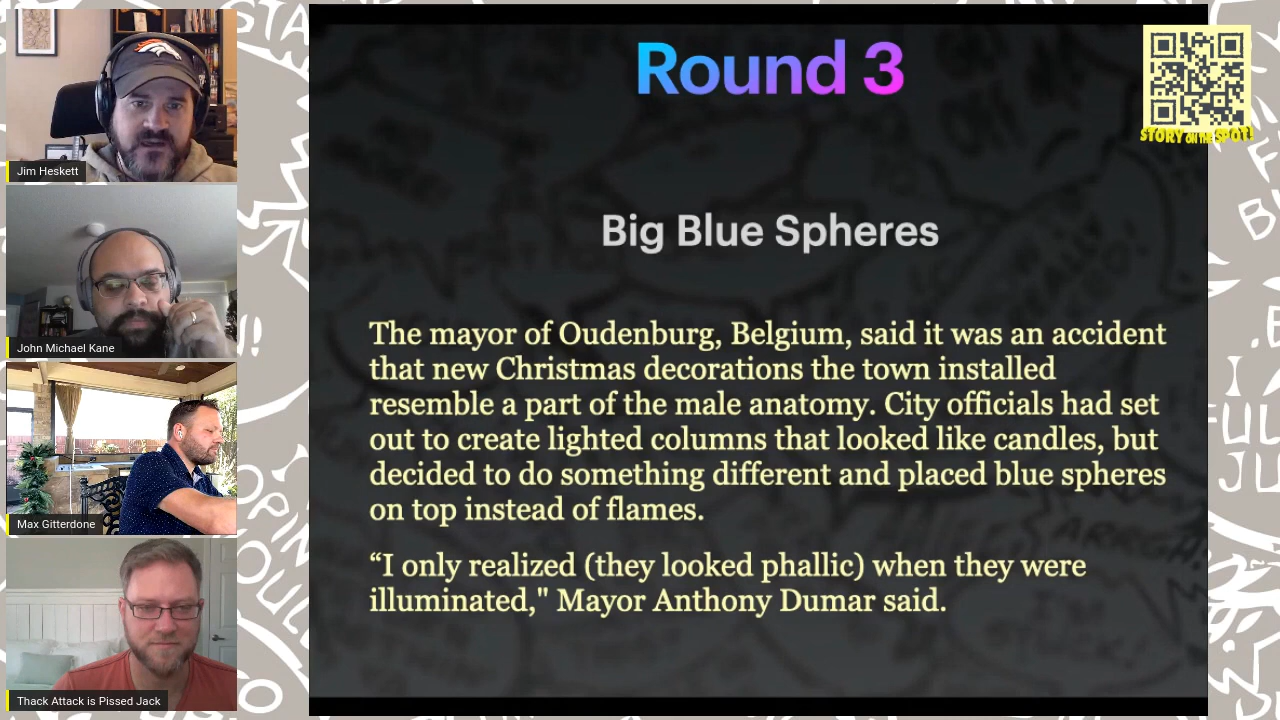 Round 3
STORY ON THE SPOT!
Big Blue Spheres
The mayor of Oudenburg, Belgium, said it was an accident
that new Christmas decorations the town installed
resemble a part of the male anatomy. City officials had set
out to create lighted columns that looked like candles, but
decided to do something different and placed blue spheres
on top instead of flames.
“I only realized (they looked phallic) when they were
illuminated," Mayor Anthony Dumar said.
Jim Heskett
John Michael Kane
Max Gitterdone
Thack Attack is Pissed Jack